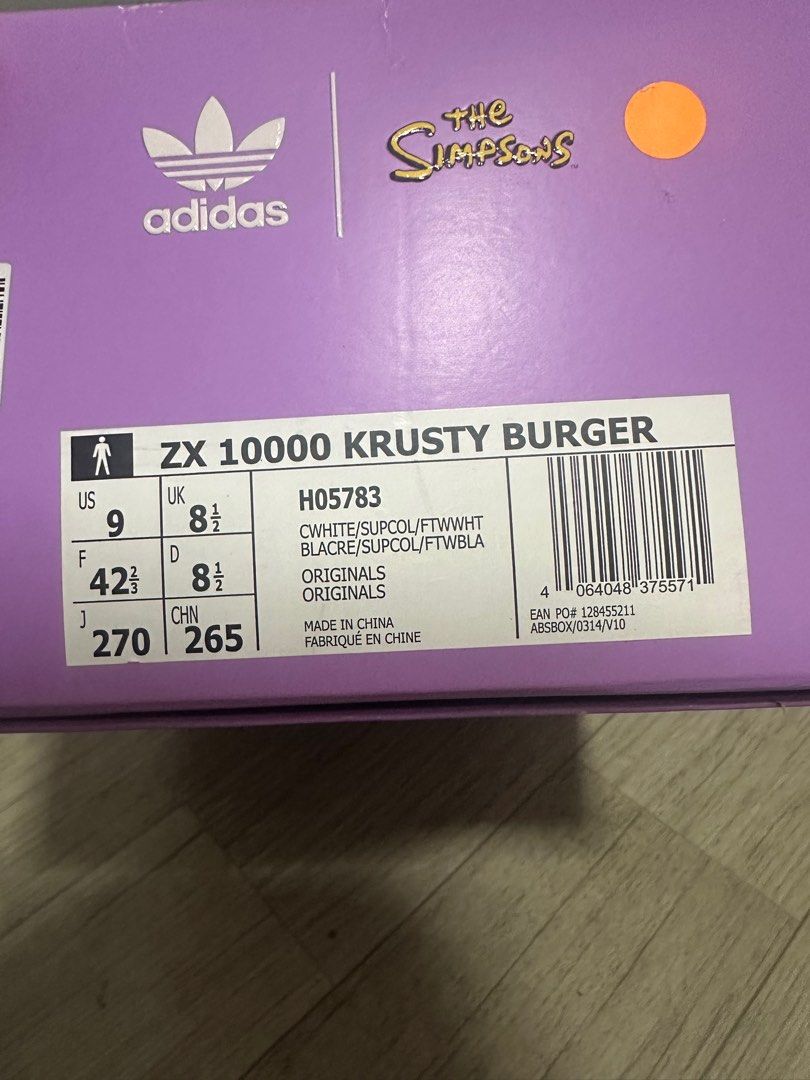 adidas
THE
SIMPSONS
ZX 10000 KRUSTY BURGER
US 9
UK 8 1/2
F 42 2/3
D 8 1/2
J 270
CHN 265
H05783
CWHITE/SUPCOL/FTWWHT
BLACRE/SUPCOL/FTWBLA
ORIGINALS
ORIGINALS
MADE IN CHINA
FABRIQUÉ EN CHINE
4 064048 375571
EAN PO# 128455211
ABSBOX/0314/V10